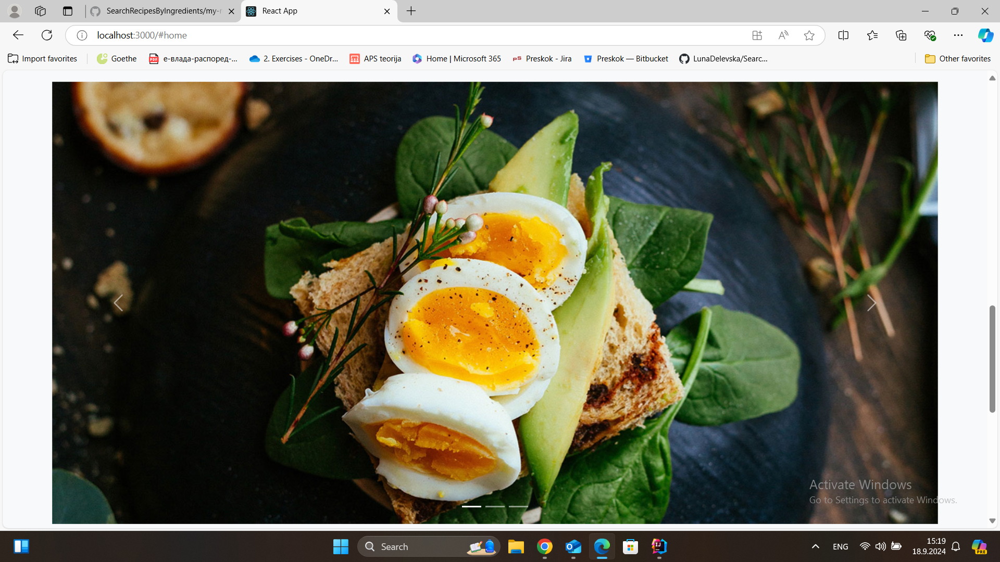 SearchRecipesByIngredients/my-r
React App
localhost:3000/#home
Import favorites
Goethe
е-влада-распоред-...
2. Exercises - OneDr...
APS teorija
Home | Microsoft 365
Preskok - Jira
Preskok — Bitbucket
LunaDelevska/Searc...
Other favorites
Activate Windows
Go to Settings to activate Windows.
Search
ENG
15:19
18.9.2024
PRE